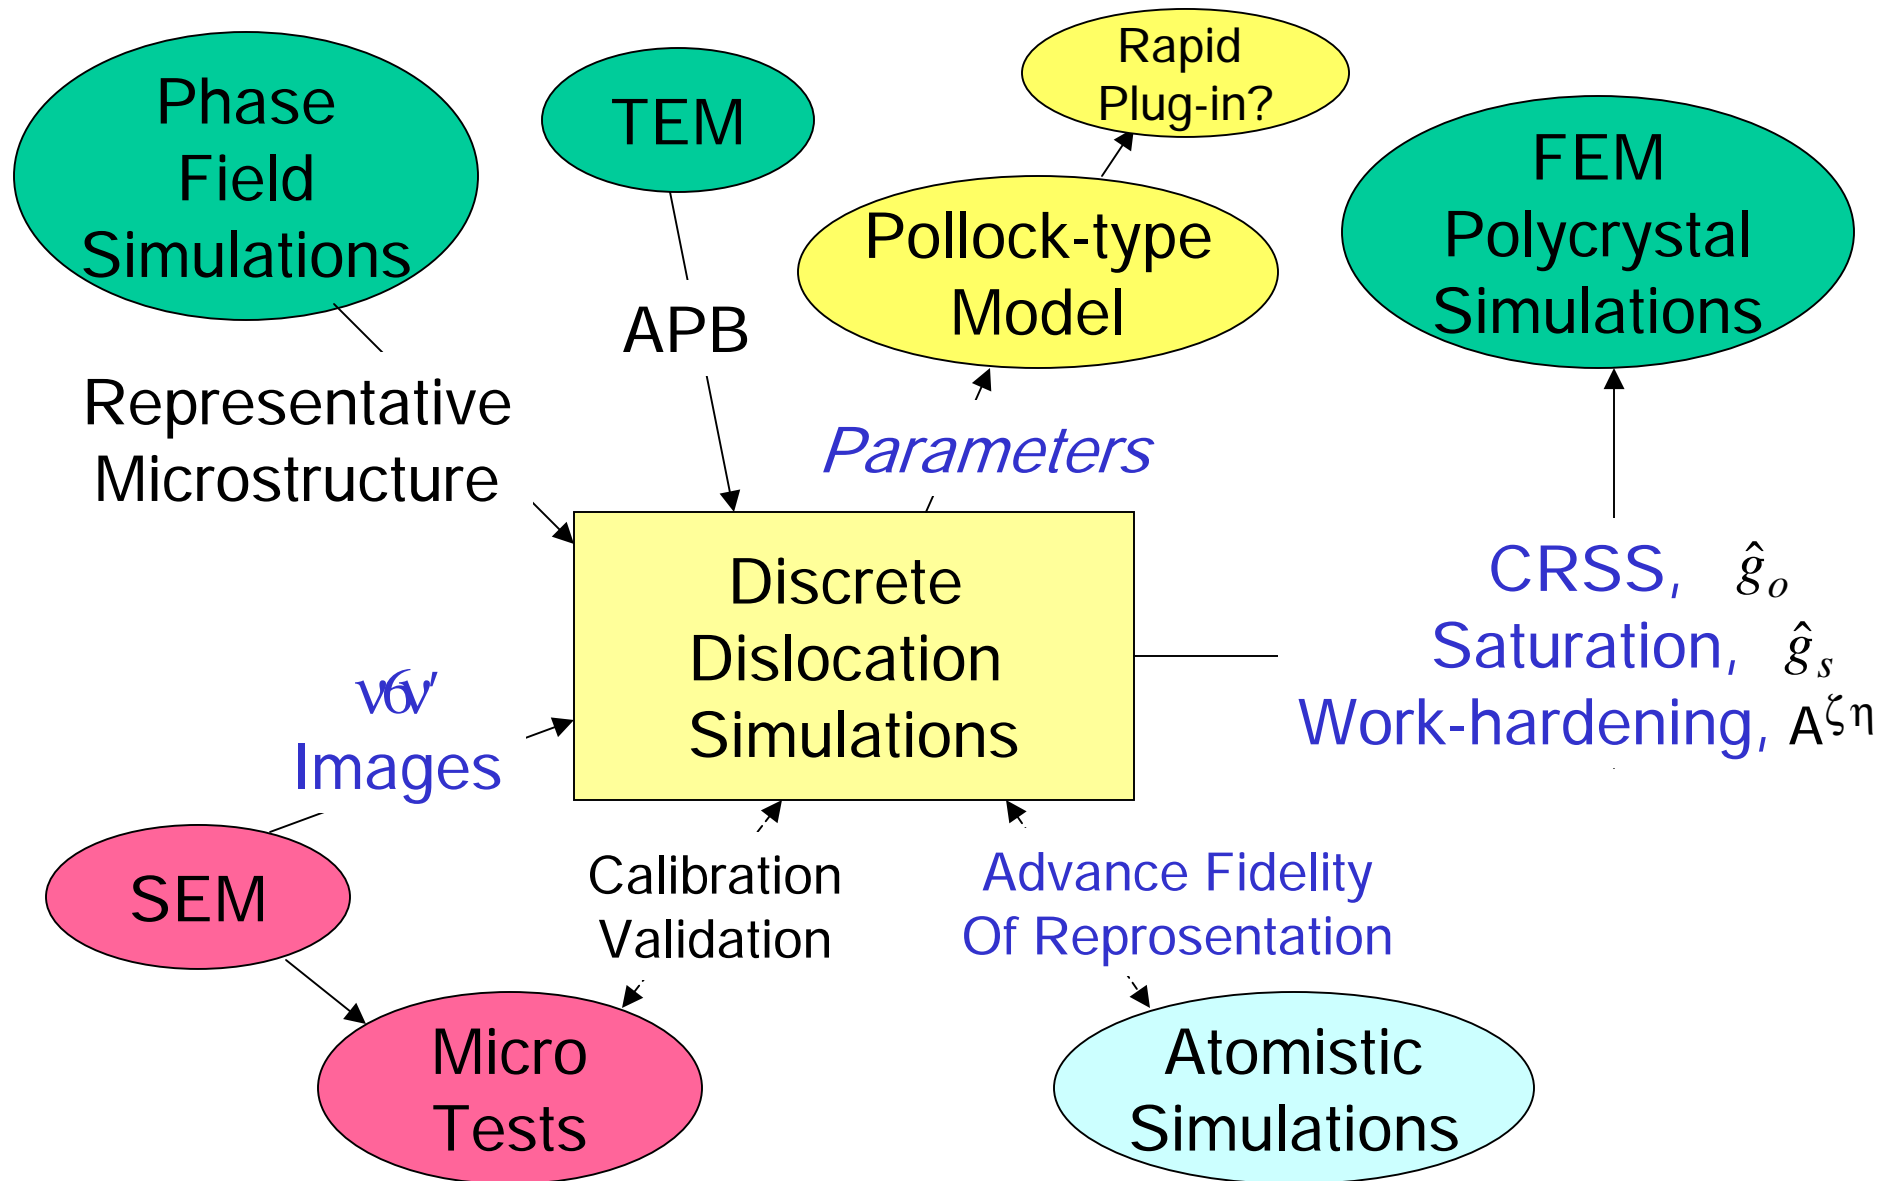 Phase
Field
Simulations
TEM
Rapid
Plug-in?
Pollock-type
Model
FEM
Polycrystal
Simulations
APB
Representative
Microstructure
Parameters
Discrete
Dislocation
Simulations
CRSS, ĝo
Saturation, ĝs
Work-hardening, Aζη
Images
SEM
Calibration
Validation
Advance Fidelity
Of Reprosentation
Micro
Tests
Atomistic
Simulations